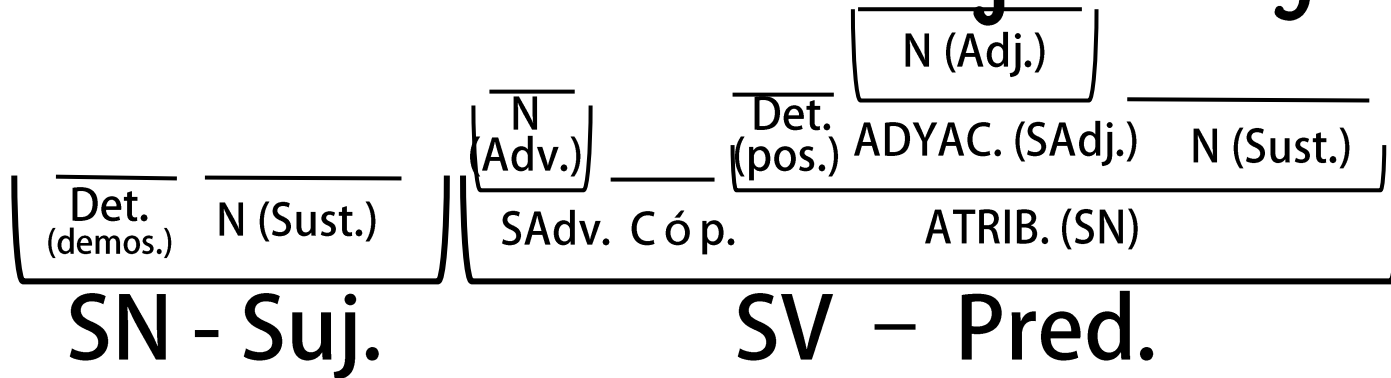 N (Adj.)
N
(Adv.)
Det.
(pos.)
ADYAC. (SAdj.)
N (Sust.)
Det.
(demos.)
N (Sust.)
SAdv. Cóp.
ATRIB. (SN)
SN - Suj.
SV – Pred.